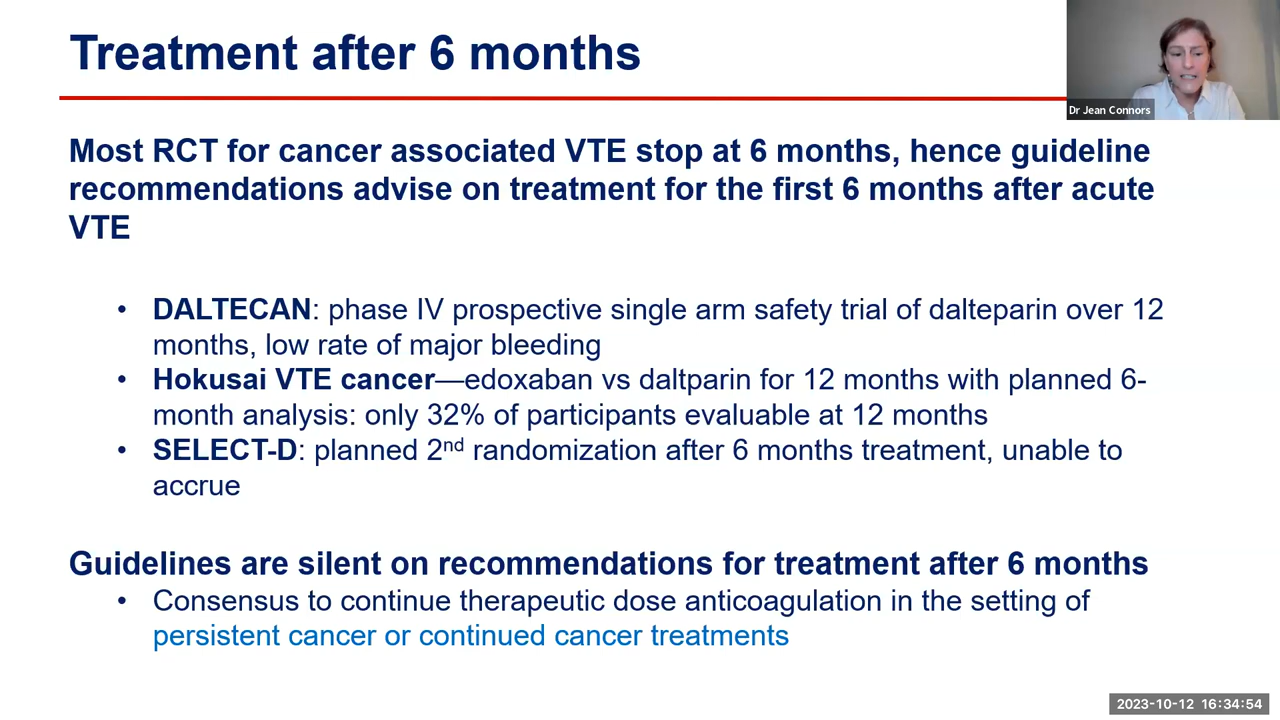 Treatment after 6 months
Dr Jean Connors
Most RCT for cancer associated VTE stop at 6 months, hence guideline
recommendations advise on treatment for the first 6 months after acute
VTE
• DALTECAN: phase IV prospective single arm safety trial of dalteparin over 12
months, low rate of major bleeding
• Hokusai VTE cancer—edoxaban vs daltparin for 12 months with planned 6-
month analysis: only 32% of participants evaluable at 12 months
• SELECT-D: planned 2nd randomization after 6 months treatment, unable to
accrue
Guidelines are silent on recommendations for treatment after 6 months
• Consensus to continue therapeutic dose anticoagulation in the setting of
persistent cancer or continued cancer treatments
2023-10-12 16:34:54